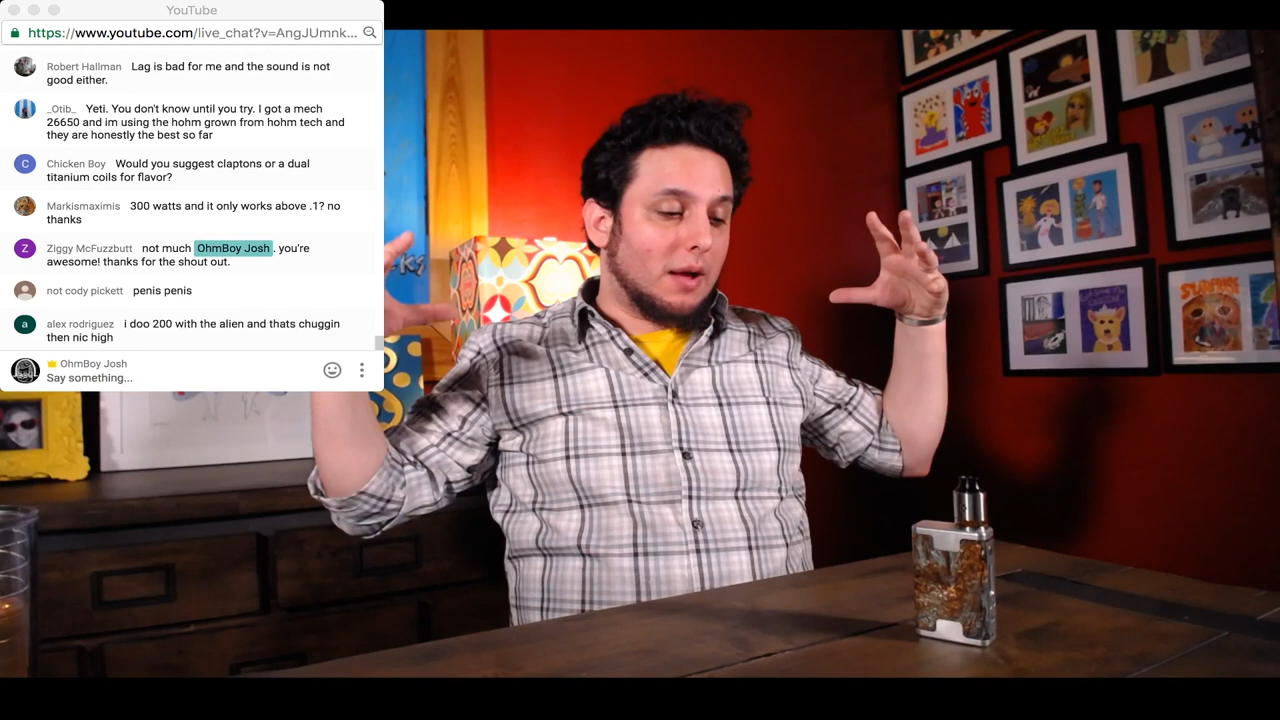 YouTube
https://www.youtube.com/live_chat?v=AngJUmnk...
Robert Hallman Lag is bad for me and the sound is not
good either.
_Otib_ Yeti. You don't know until you try. I got a mech
26650 and im using the hohm grown from hohm tech and
they are honestly the best so far
C Chicken Boy Would you suggest claptons or a dual
titanium coils for flavor?
Markismaximis 300 watts and it only works above .1? no
thanks
Z Ziggy McFuzzbutt not much OhmBoy Josh. you're
awesome! thanks for the shout out.
not cody pickett penis penis
a alex rodriguez i doo 200 with the alien and thats chuggin
then nic high
OhmBoy Josh
Say something...
SURPRISE